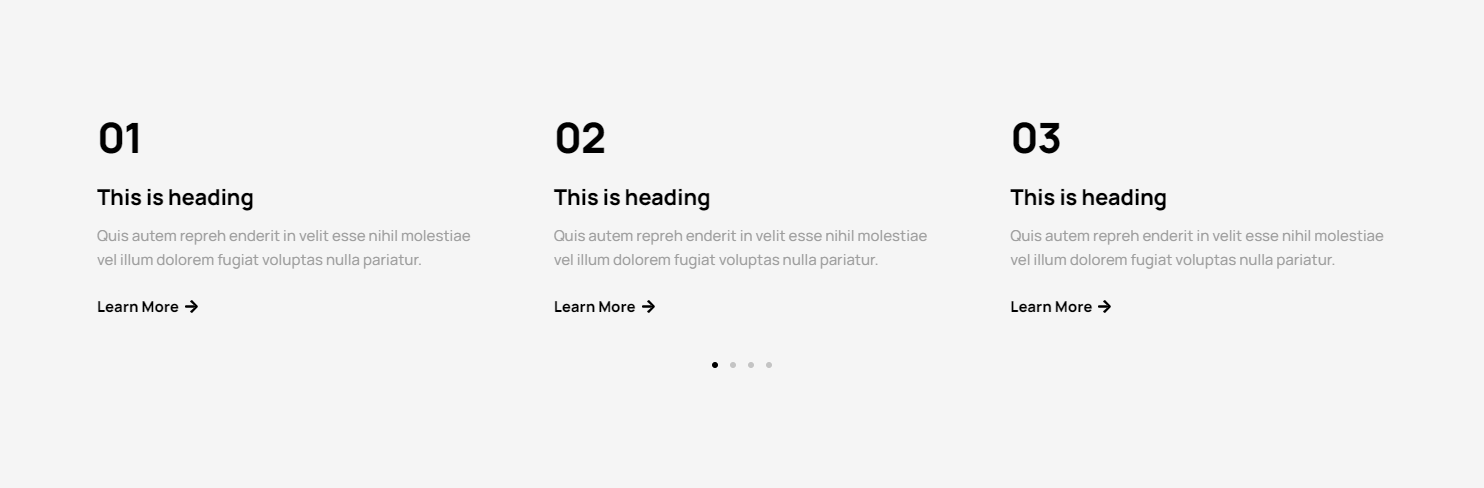 01
This is heading
Quis autem repreh enderit in velit esse nihil molestiae
vel illum dolorem fugiat voluptas nulla pariatur.
Learn More
02
This is heading
Quis autem repreh enderit in velit esse nihil molestiae
vel illum dolorem fugiat voluptas nulla pariatur.
Learn More
03
This is heading
Quis autem repreh enderit in velit esse nihil molestiae
vel illum dolorem fugiat voluptas nulla pariatur.
Learn More